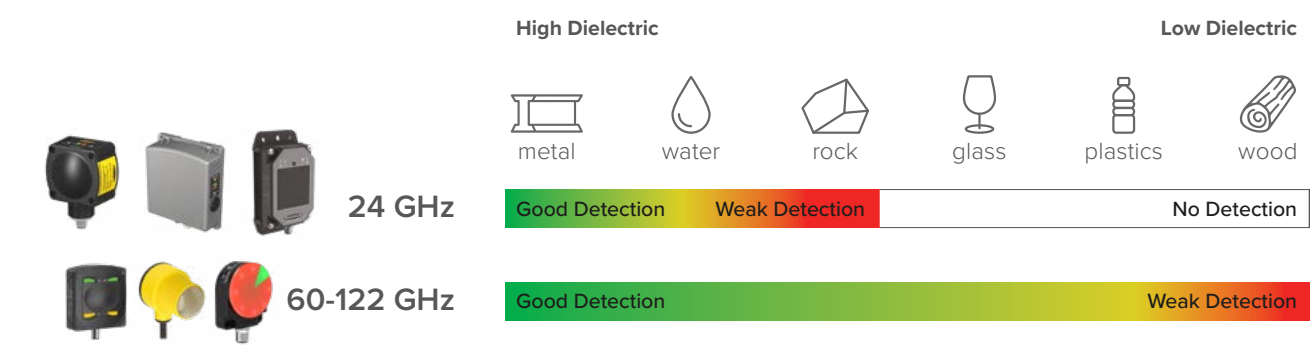 High Dielectric Low Dielectric
metal water rock glass plastics wood
24 GHz Good Detection Weak Detection No Detection
60-122 GHz Good Detection Weak Detection